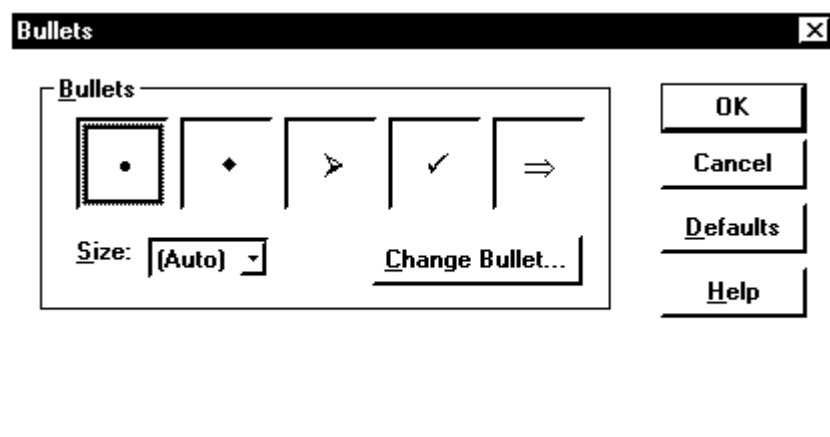 Bullets
Bullets
OK
Cancel
Size: (Auto)
Change Bullet...
Defaults
Help